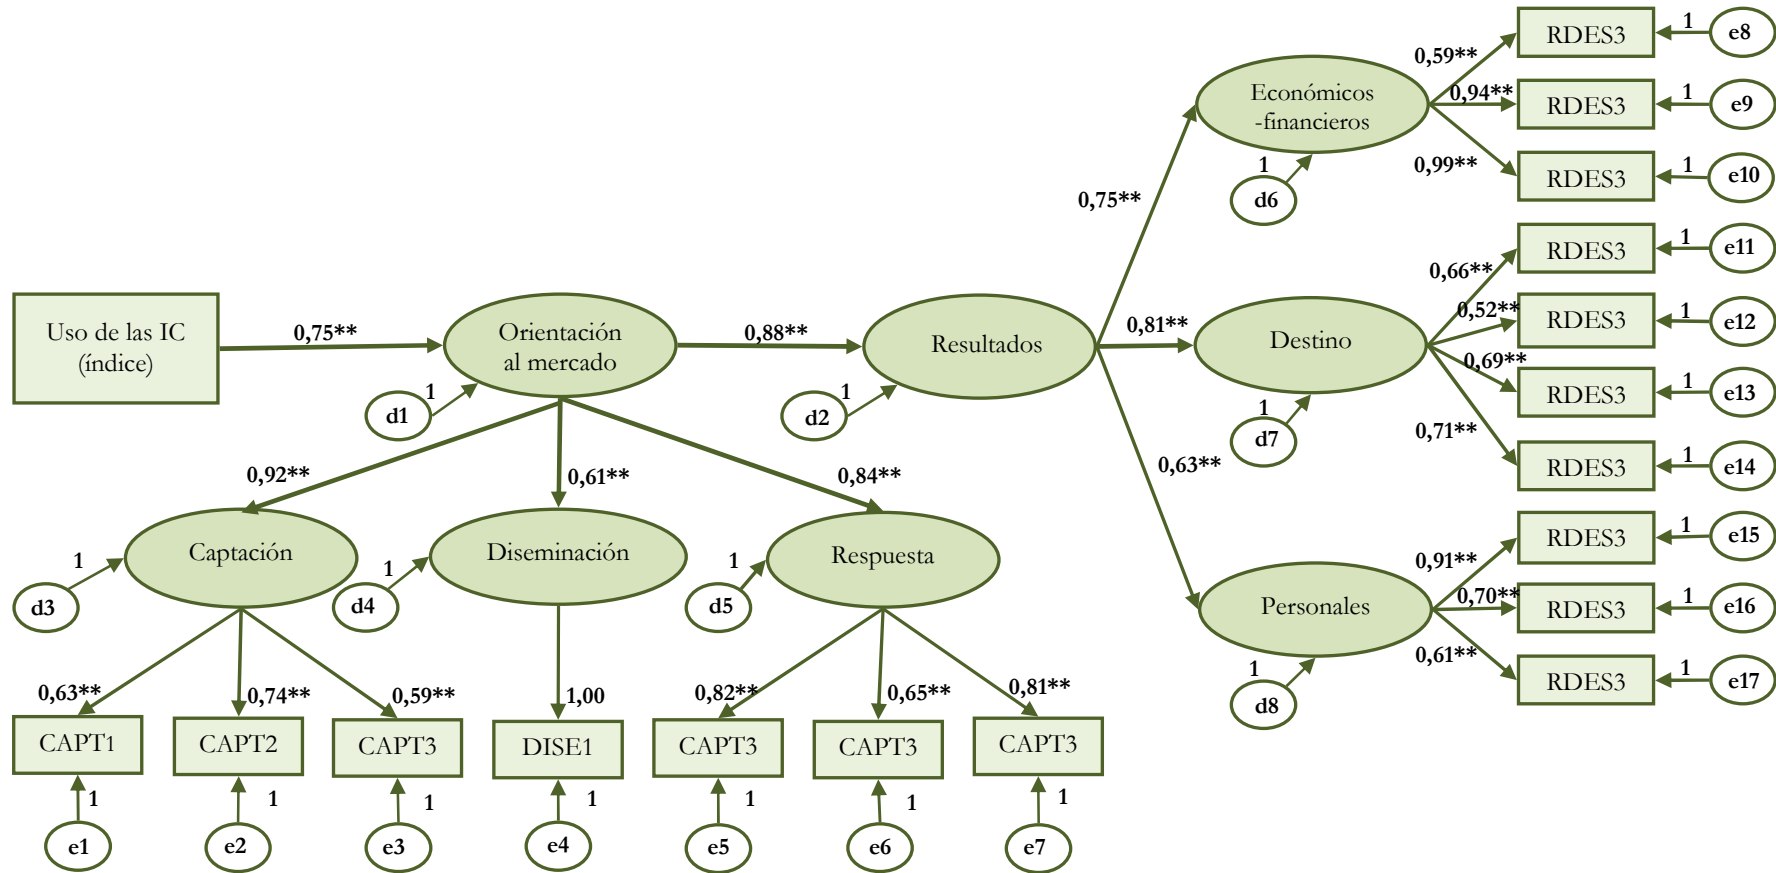 RDES3
1
e8
0,59**
Económicos
-financieros
0,94**
RDES3
1
e9
0,99**
RDES3
1
e10
1
d6
0,75**
RDES3
1
e11
0,66**
Uso de las IC
(índice)
0,75**
Orientación
al mercado
0,88**
Resultados
0,81**
Destino
0,52**
RDES3
1
e12
0,69**
RDES3
1
e13
1
d1
1
d2
1
d7
0,71**
RDES3
1
e14
0,92**
0,61**
0,84**
0,63**
Captación
Diseminación
Respuesta
RDES3
1
e15
0,91**
1
d3
1
d4
1
d5
Personales
0,70**
RDES3
1
e16
0,61**
RDES3
1
e17
1
d8
0,63**
0,74**
0,59**
1,00
0,82**
0,65**
0,81**
CAPT1
CAPT2
CAPT3
DISE1
CAPT3
CAPT3
CAPT3
1
1
1
1
1
1
1
e1
e2
e3
e4
e5
e6
e7